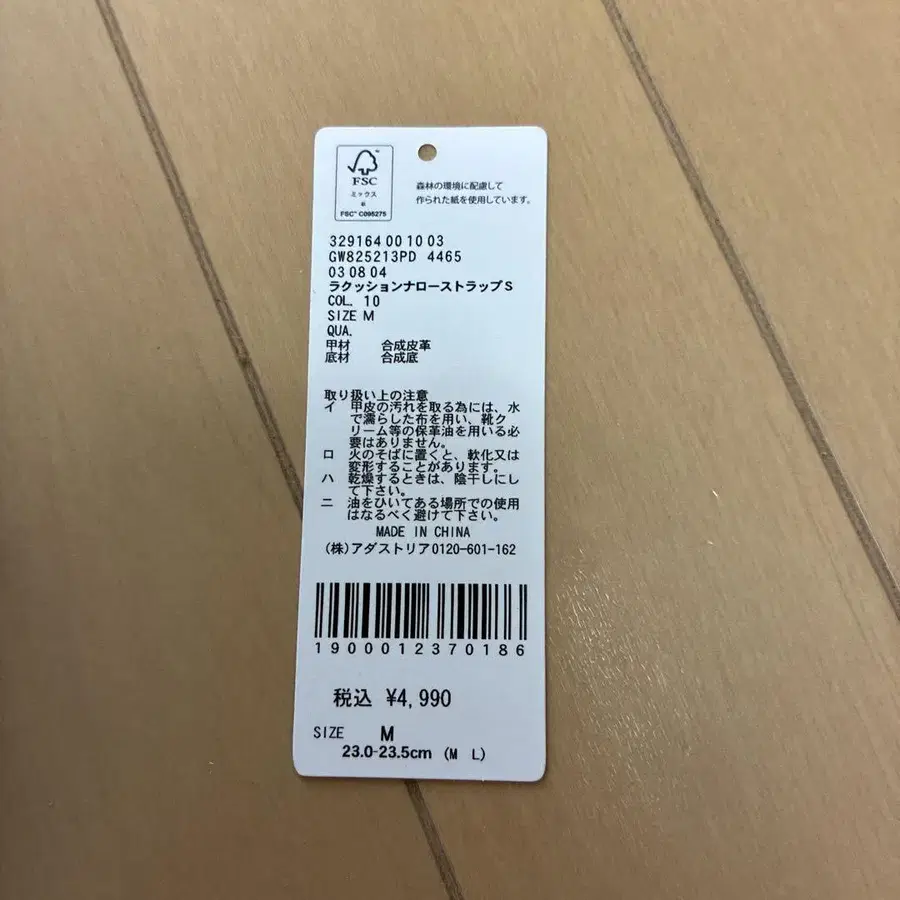 FSC™
ミックス
紙
FSC™ C095275
森林の環境に配慮して
作られた紙を使用しています。
329164 00 10 03
GW825213PD 4465
03 08 04
ラクッションナローストラップS
COL. 10
SIZE M
QUA.
甲材 合成皮革
底材 合成底
取り扱い上の注意
イ 甲皮の汚れを取る為には、水
で濡らした布を用い、靴ク
リーム等の保革油を用いる必
要はありません。
ロ 火のそばに置くと、軟化又は
変形することがあります。
ハ 乾燥するときは、陰干しにし
て下さい。
ニ 油をひいてある場所での使用
はなるべく避けて下さい。
MADE IN CHINA
(株)アダストリア0120-601-162
1900012370186
税込 ¥4,990
SIZE M
23.0-23.5cm (M L)